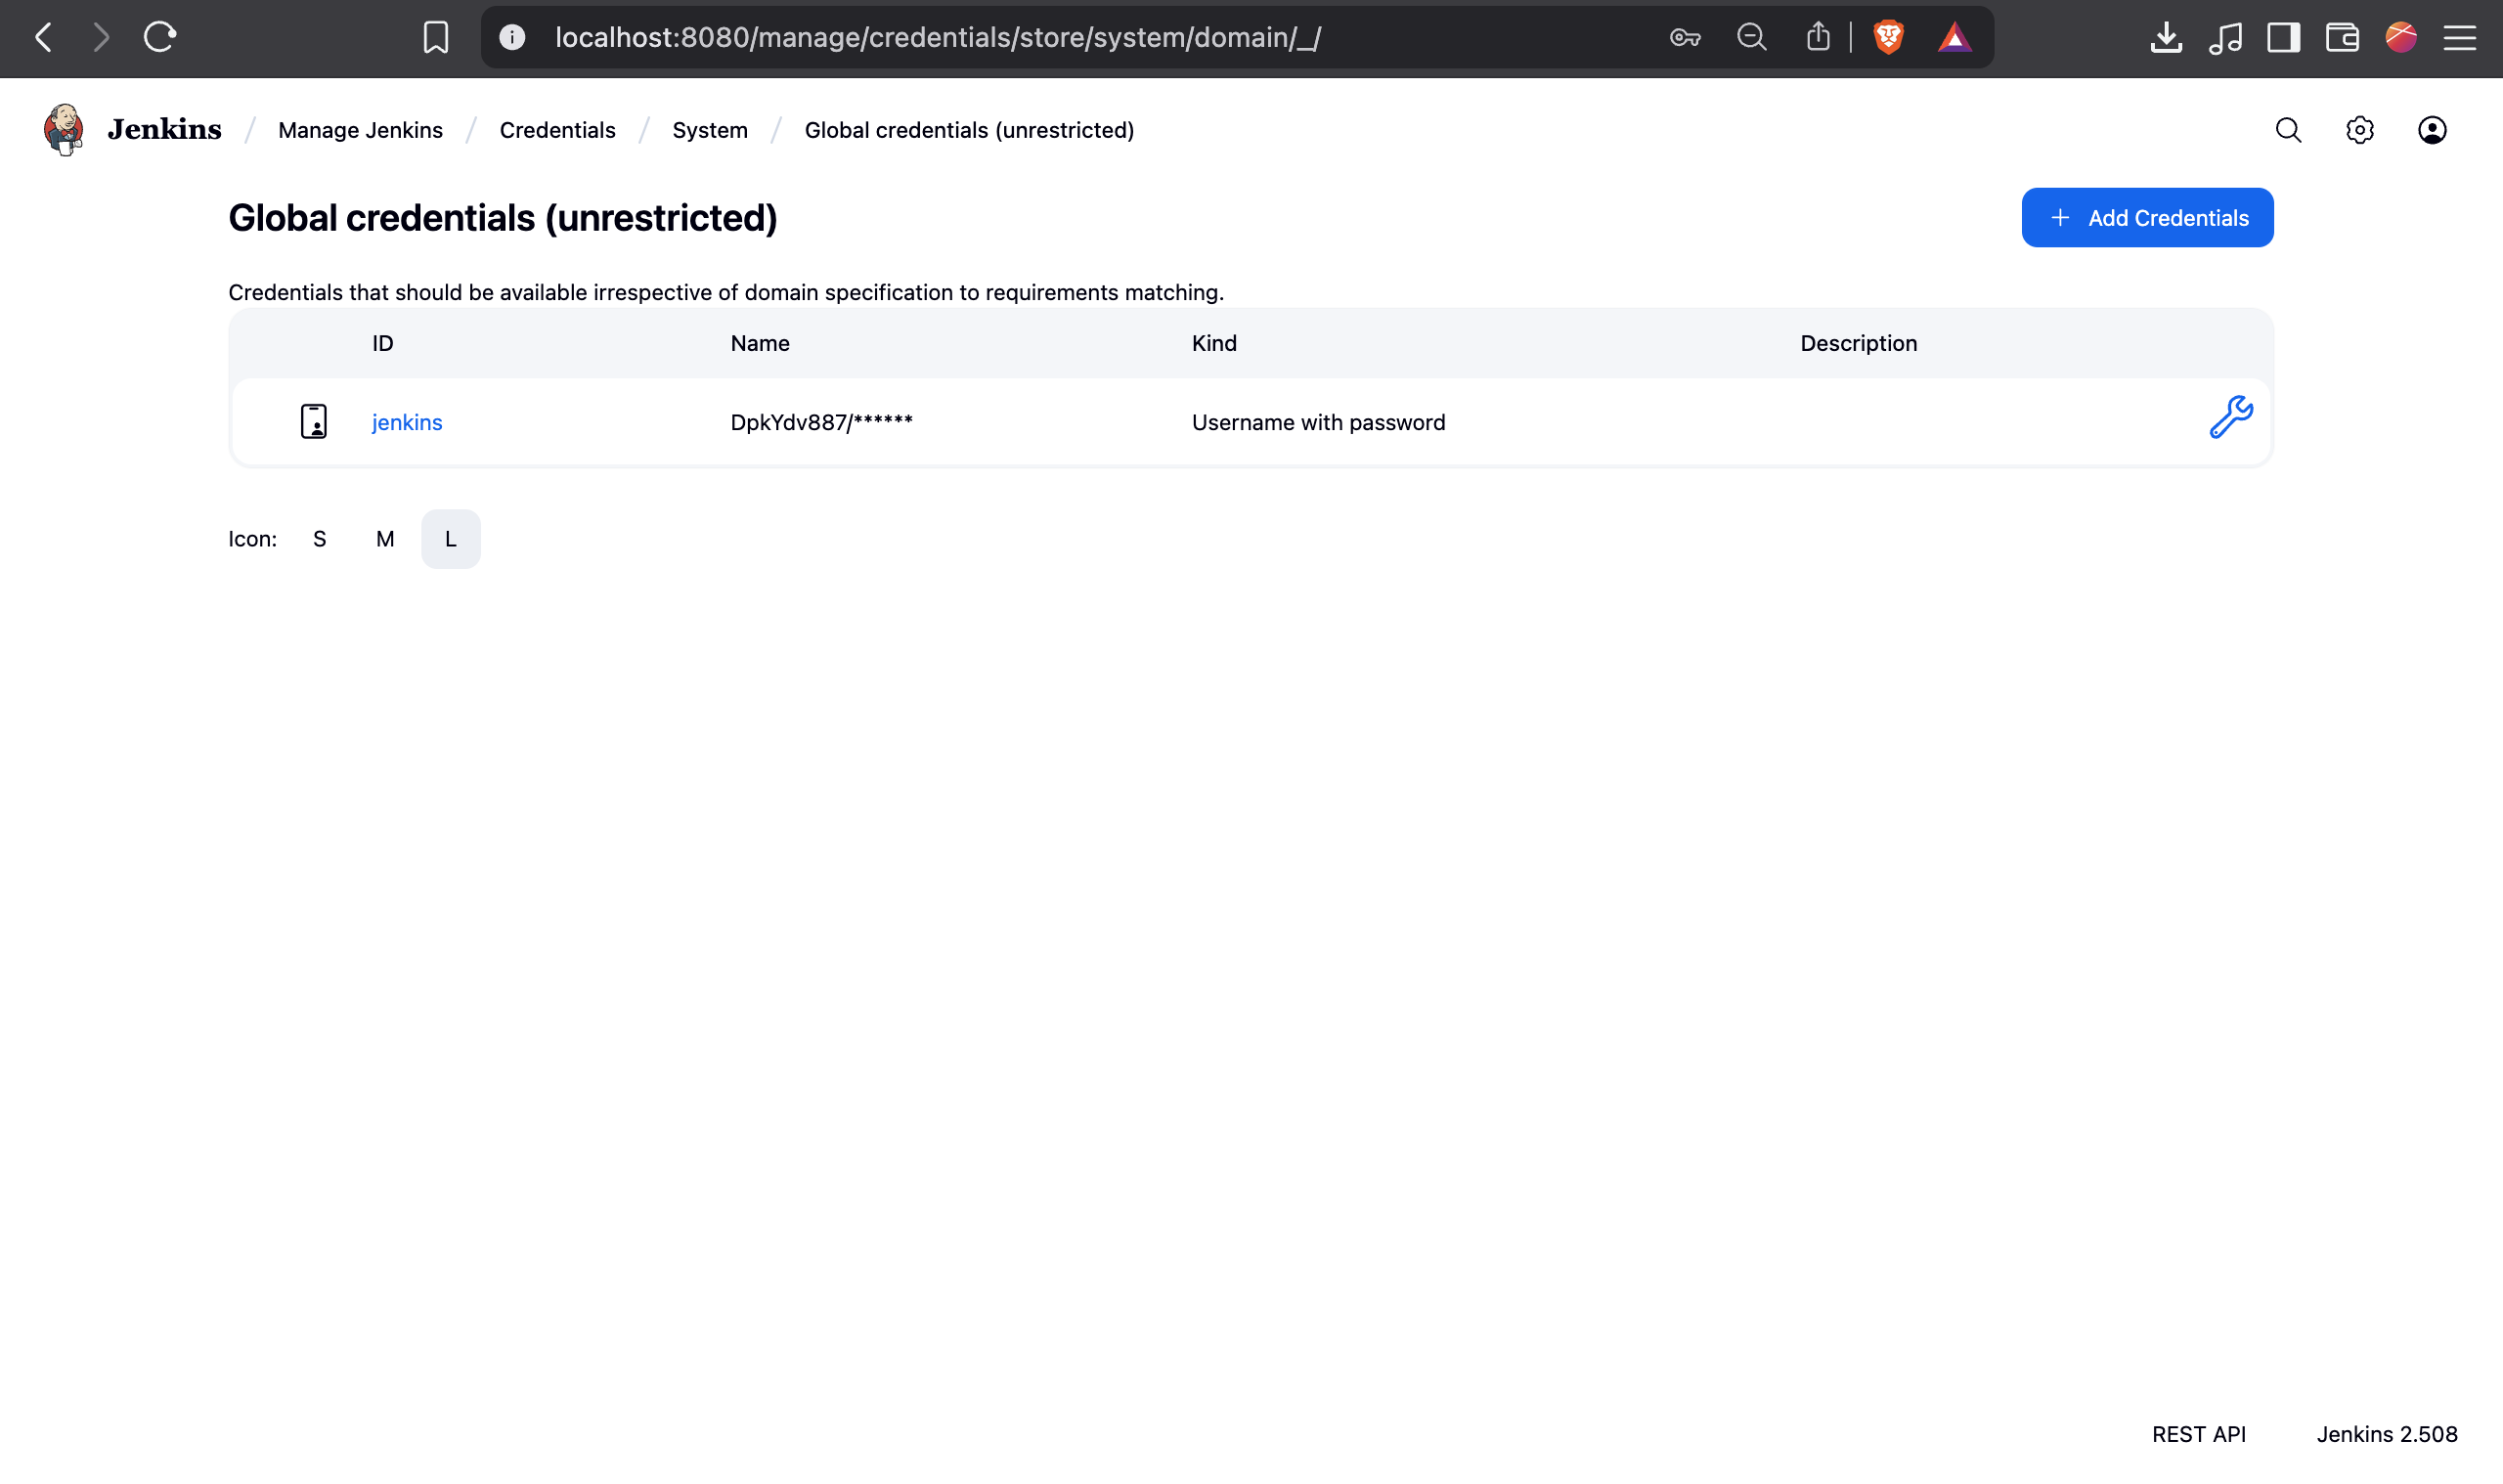 localhost:8080/manage/credentials/store/system/domain/_/
Jenkins / Manage Jenkins / Credentials / System / Global credentials (unrestricted)
Global credentials (unrestricted)
+ Add Credentials
Credentials that should be available irrespective of domain specification to requirements matching.
ID Name Kind Description
jenkins DpkYdv887/****** Username with password
Icon: S M L
REST API Jenkins 2.508